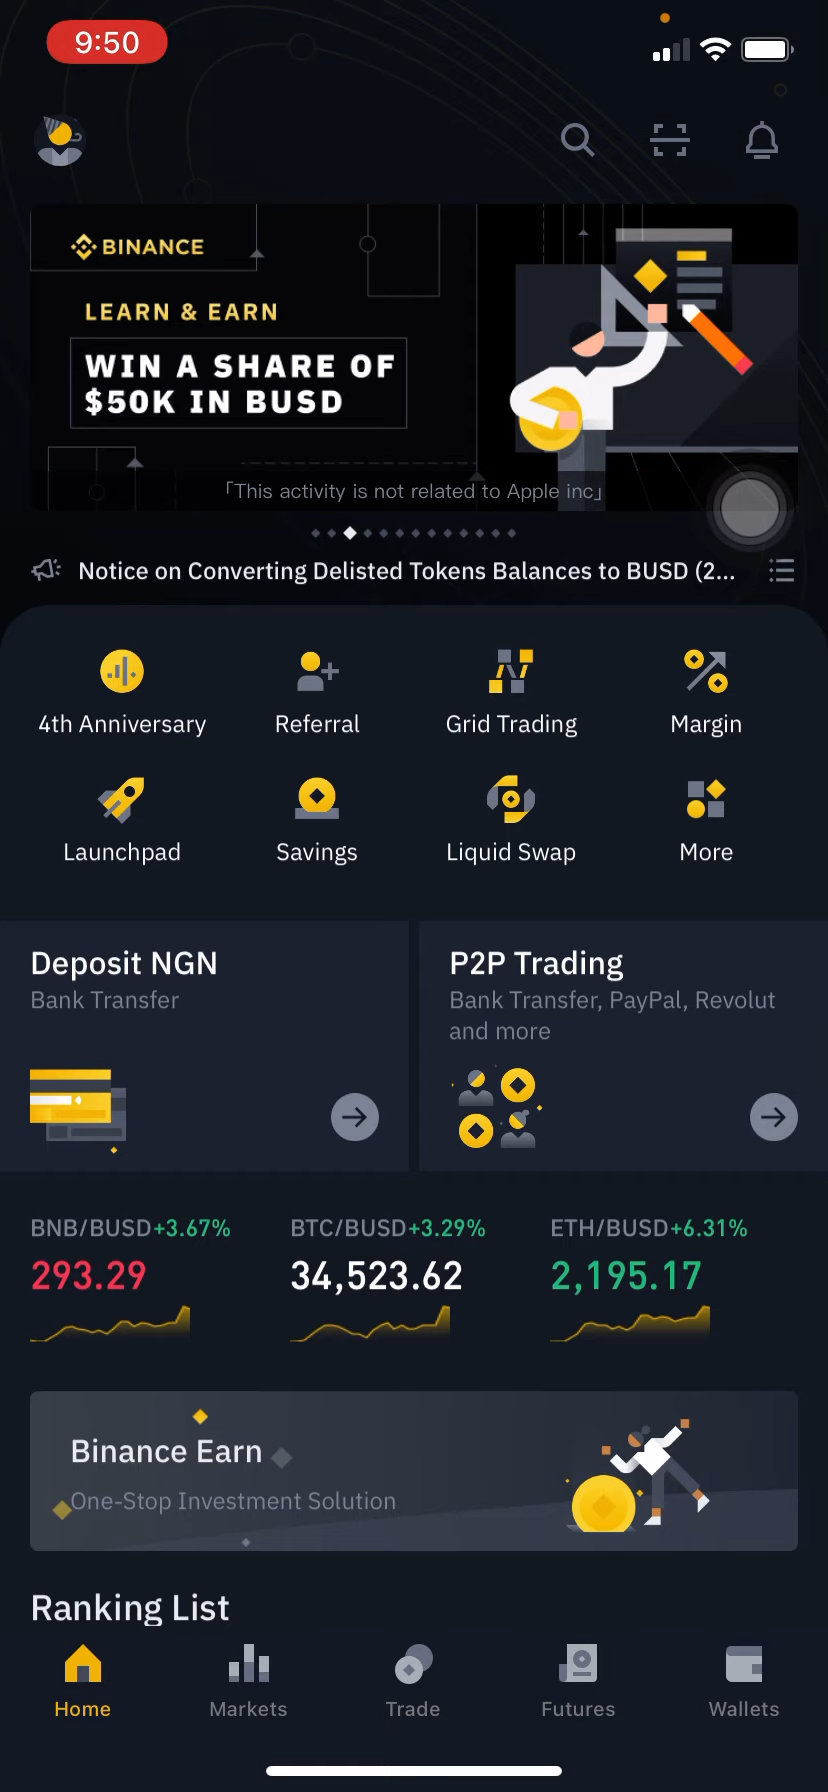 9:50
BINANCE
LEARN & EARN
WIN A SHARE OF
$50K IN BUSD
「This activity is not related to Apple inc」
Notice on Converting Delisted Tokens Balances to BUSD (2...
4th Anniversary
Referral
Grid Trading
Margin
Launchpad
Savings
Liquid Swap
More
Deposit NGN
Bank Transfer
P2P Trading
Bank Transfer, PayPal, Revolut
and more
BNB/BUSD+3.67%
293.29
BTC/BUSD+3.29%
34,523.62
ETH/BUSD+6.31%
2,195.17
Binance Earn
One-Stop Investment Solution
Ranking List
Home
Markets
Trade
Futures
Wallets